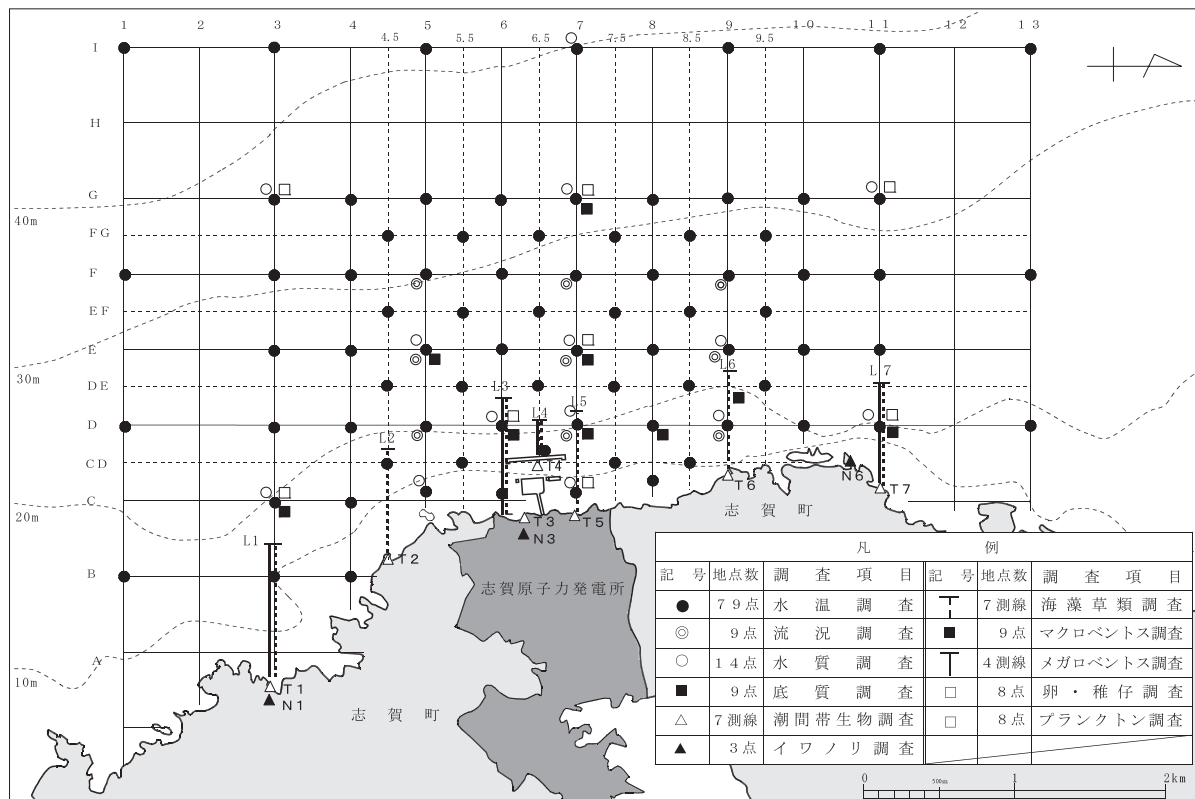 1 2 3 4 5 6 7 8 9 10 11 12 13
4.5 5.5 6.5 7.5 8.5 9.5
I
H
G
40m
FG
F
EF
E
30m
L6
DE
L3 L7
L4 L5
D
L2
CD
T4
N6
T6 T7
C
20m
志賀町
T3 T5
L1
N3
T2
B
志賀原子力発電所
A
10m
T1
N1
志賀町
凡例
記号 地点数 調査項目 記号 地点数 調査項目
● 79点 水温調査 7測線 海藻草類調査
◎ 9点 流況調査 ■ 9点 マクロベントス調査
○ 14点 水質調査 4測線 メガロベントス調査
■ 9点 底質調査 □ 8点 卵・稚仔調査
△ 7測線 潮間帯生物調査 □ 8点 プランクトン調査
▲ 3点 イワノリ調査
0 500m 1 2km